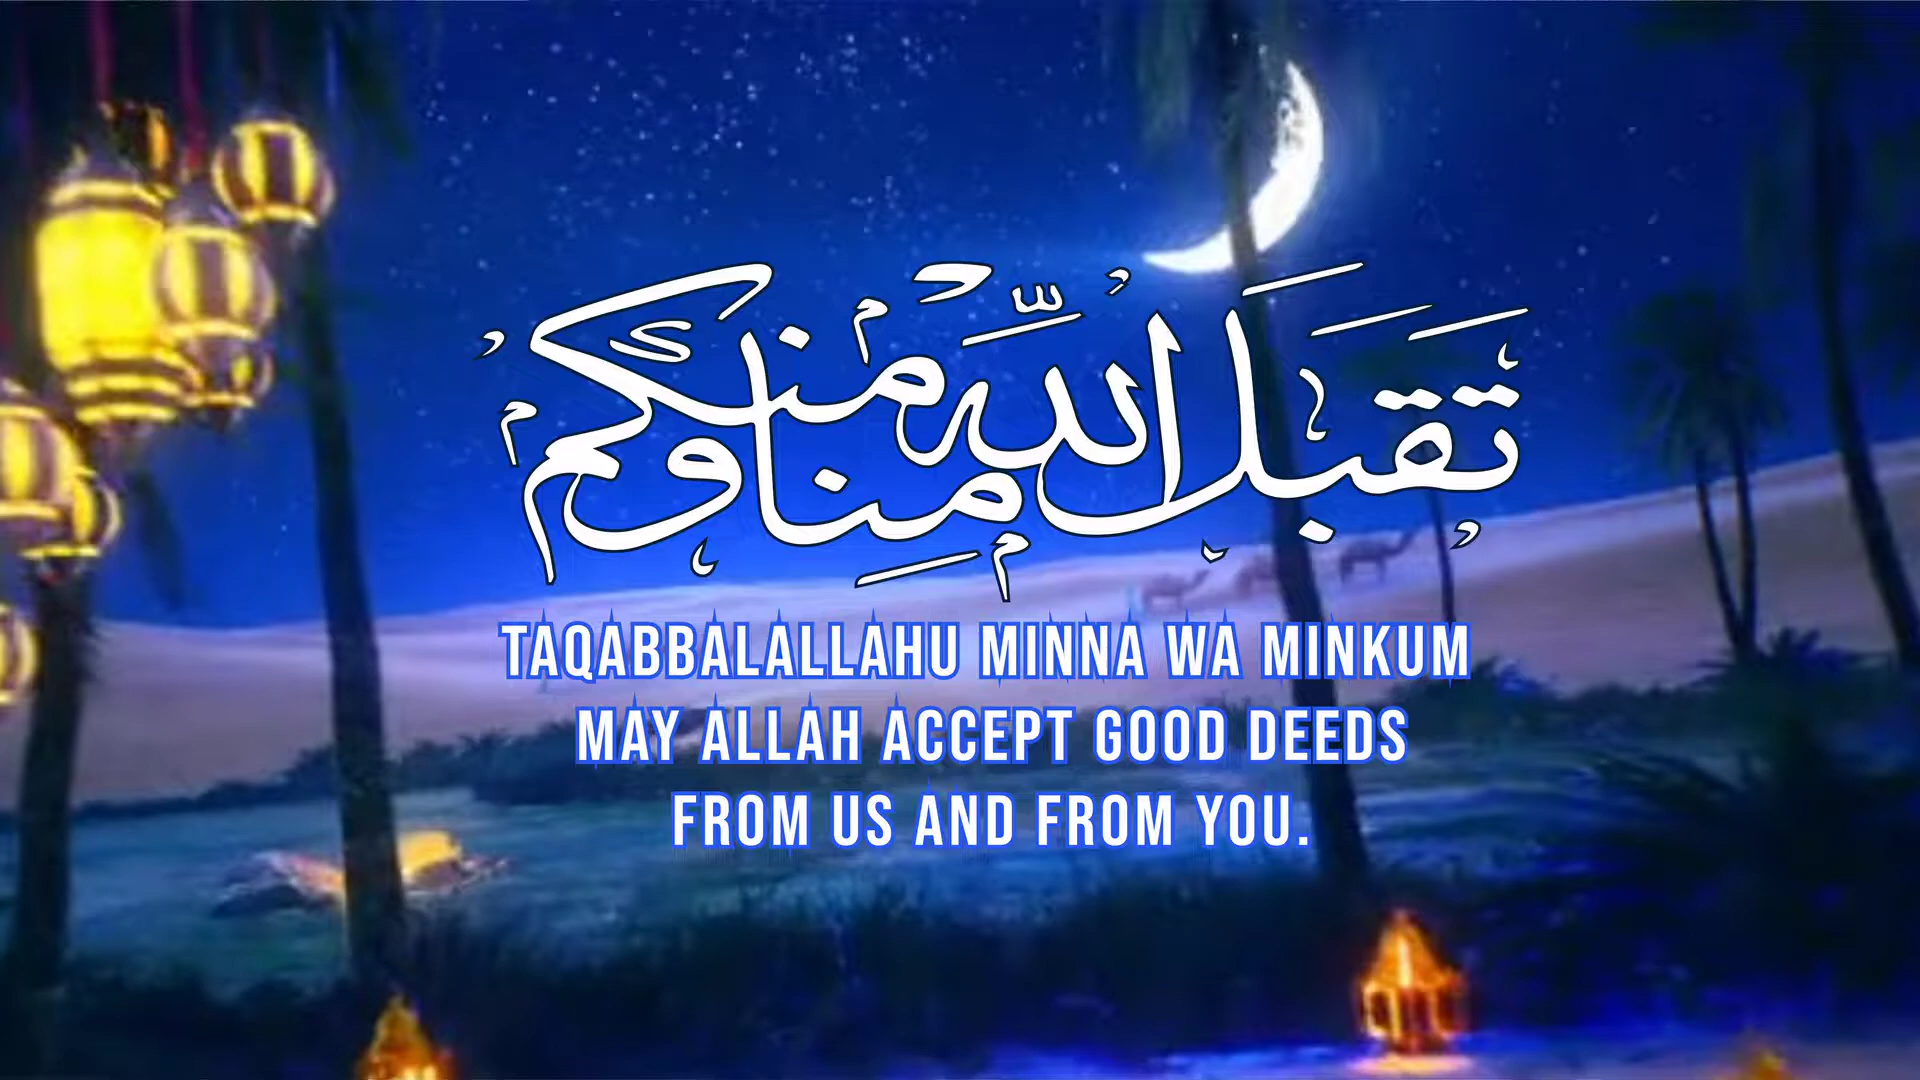 تقبل الله منا ومنكم
TAQABBALALLAHU MINNA WA MINKUM
MAY ALLAH ACCEPT GOOD DEEDS
FROM US AND FROM YOU.